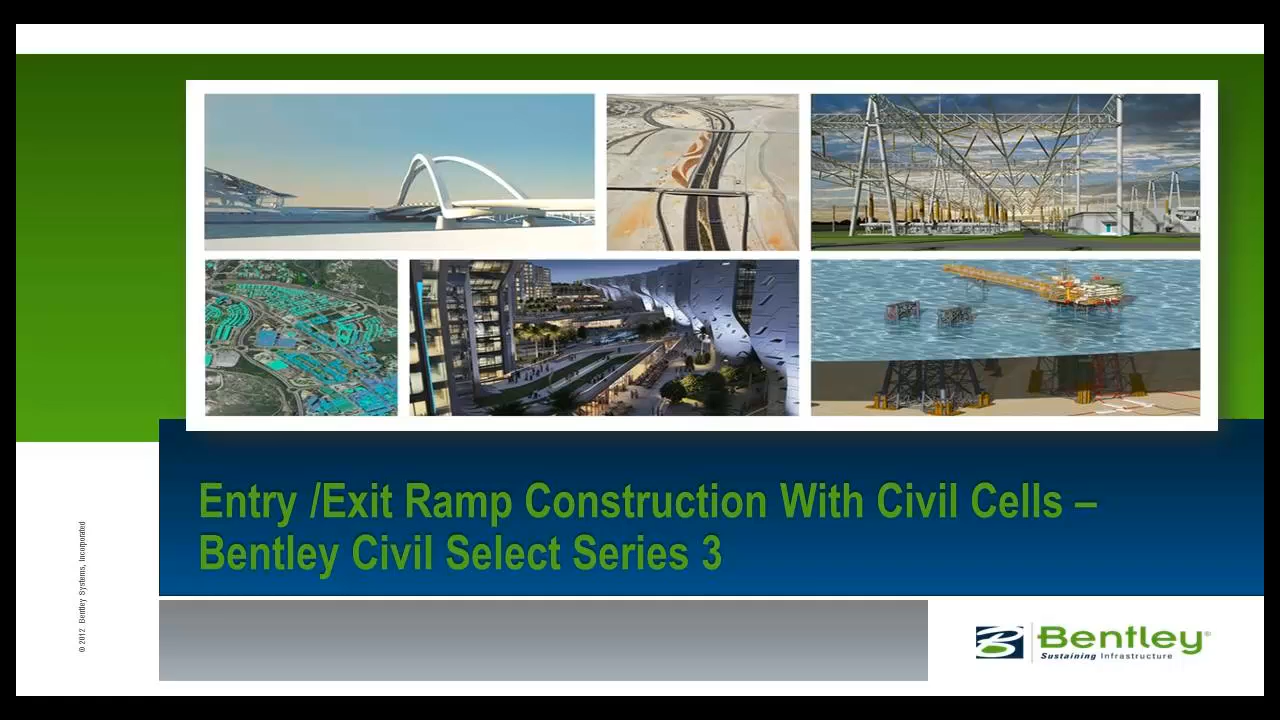 Entry /Exit Ramp Construction With Civil Cells –
Bentley Civil Select Series 3
© 2012 Bentley Systems, Incorporated
Bentley®
Sustaining Infrastructure